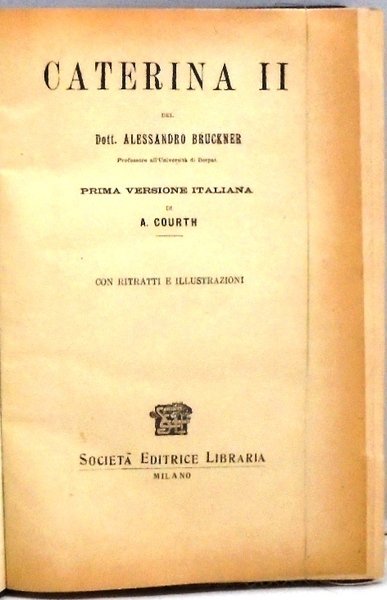 CATERINA II
DEL
Dott. ALESSANDRO BRUCKNER
Professore all'Università di Dorpat
PRIMA VERSIONE ITALIANA
DI
A. COURTH
CON RITRATTI E ILLUSTRAZIONI
SOCIETÀ EDITRICE LIBRARIA
MILANO